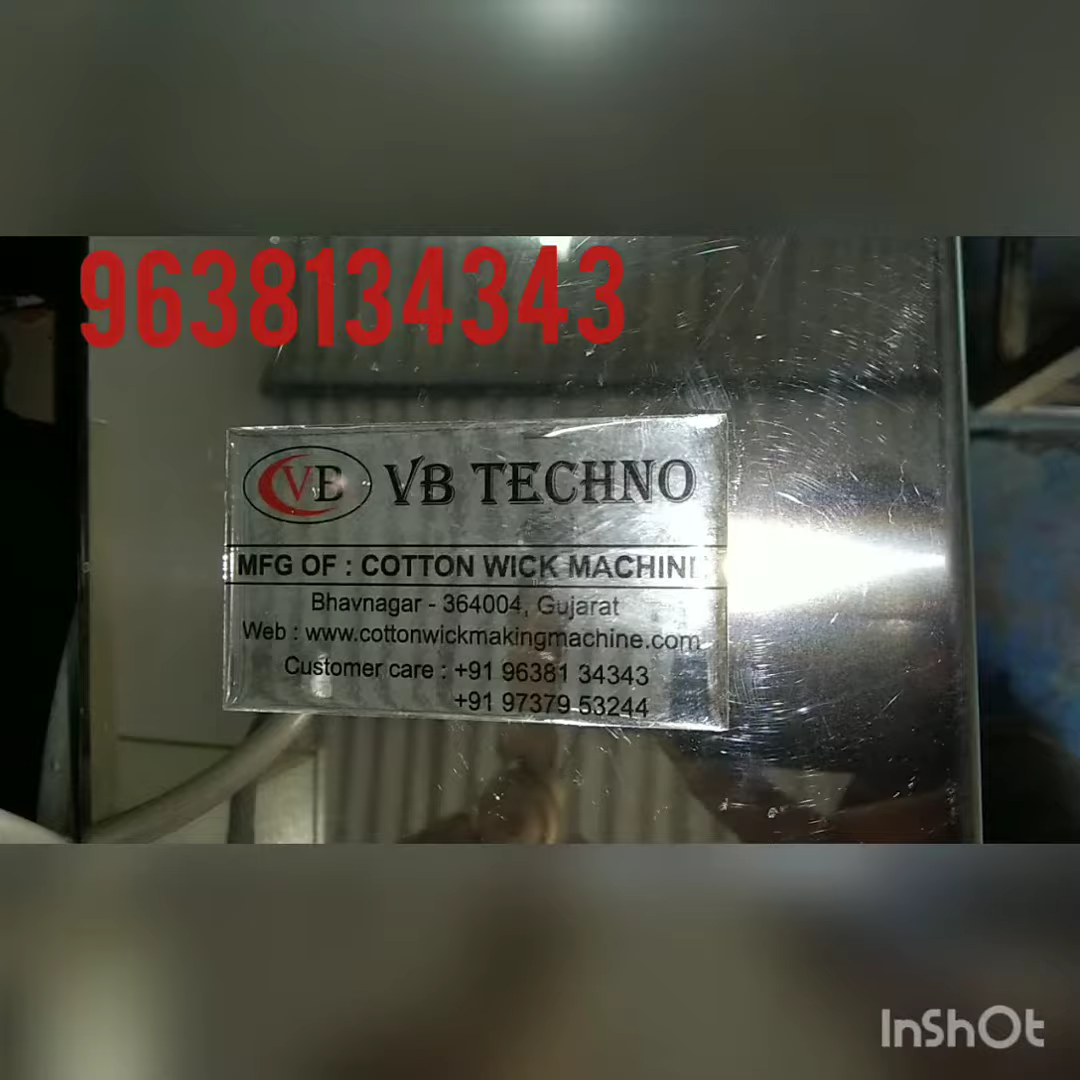 9638134343
VB VB TECHNO
MFG OF : COTTON WICK MACHINE
Bhavnagar - 364004, Gujarat
Web : www.cottonwickmakingmachine.com
Customer care : +91 96381 34343
+91 97379 53244
InShOt